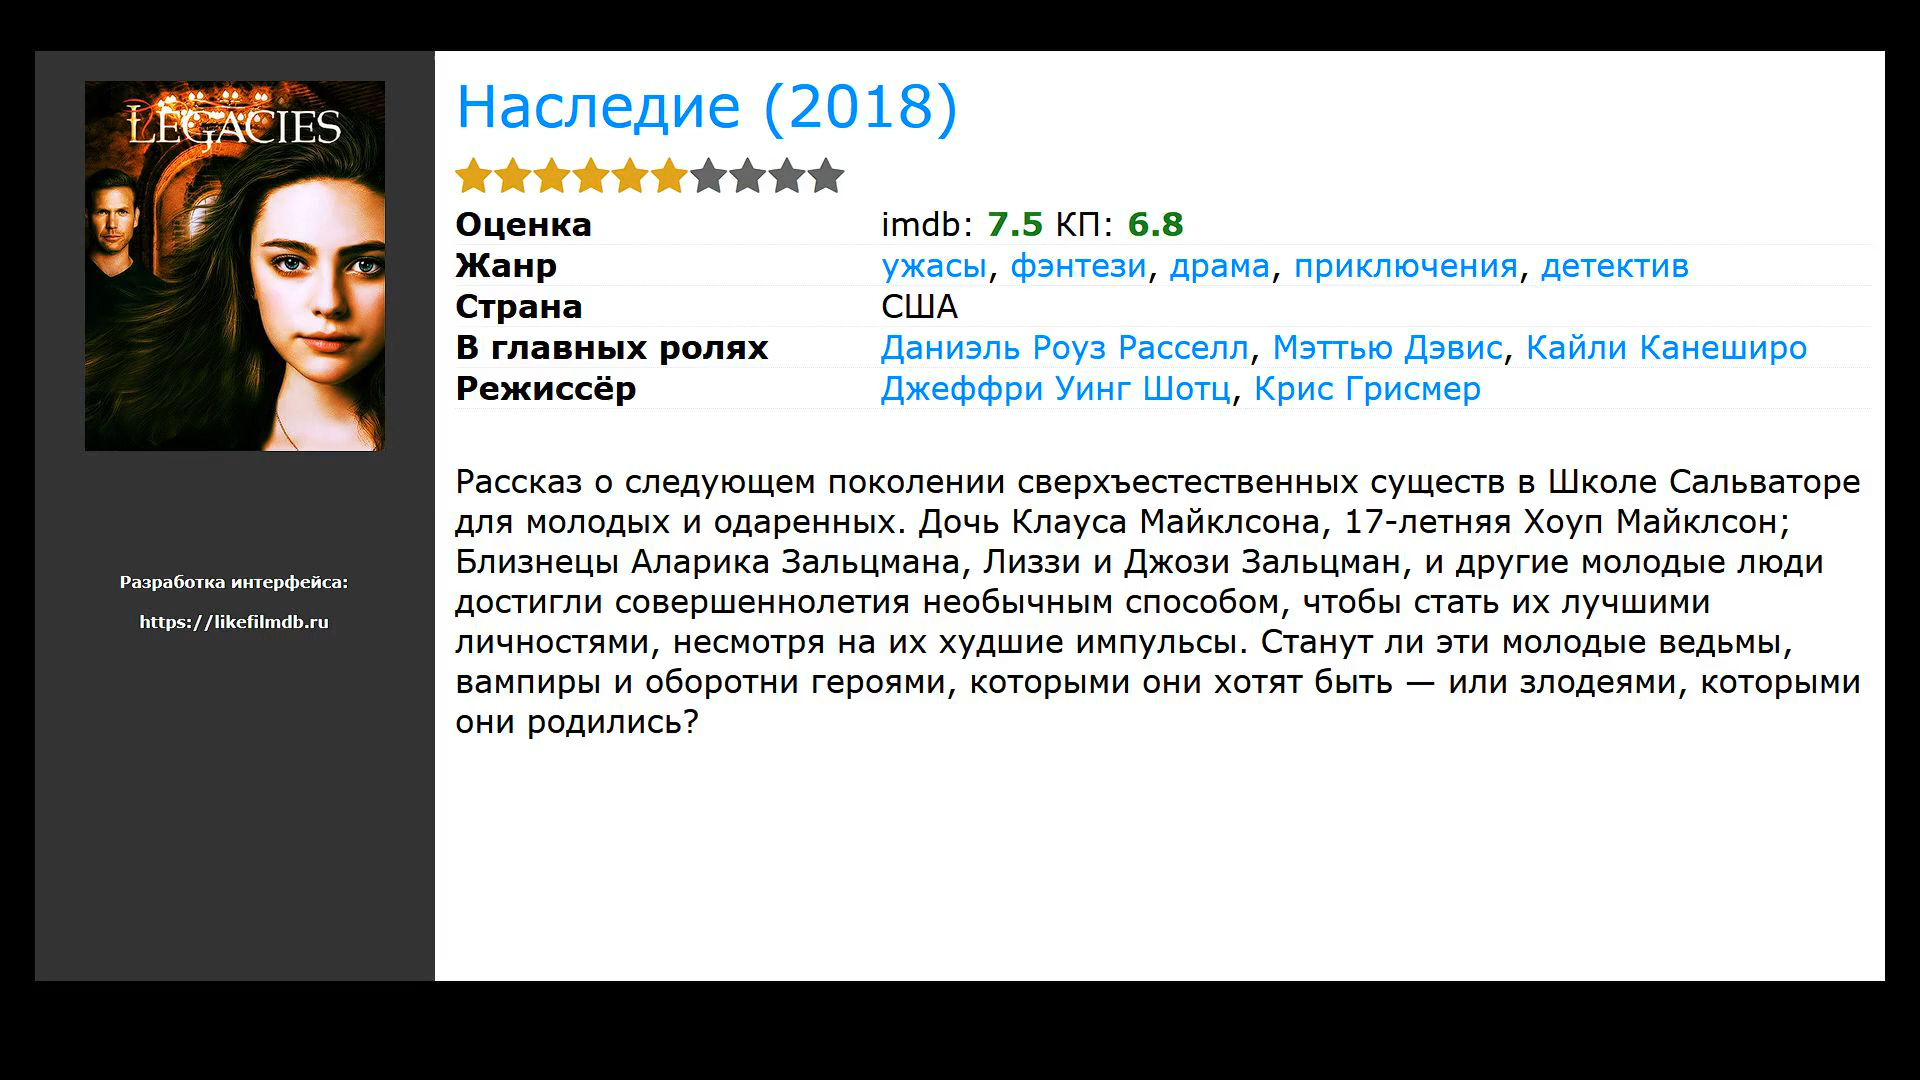 LEGACIES
Наследие (2018)
Оценка imdb: 7.5 КП: 6.8
Жанр ужасы, фэнтези, драма, приключения, детектив
Страна США
В главных ролях Даниэль Роуз Расселл, Мэттью Дэвис, Кайли Канеширо
Режиссёр Джеффри Уинг Шотц, Крис Грисмер
Рассказ о следующем поколении сверхъестественных существ в Школе Сальваторе
для молодых и одаренных. Дочь Клауса Майклсона, 17-летняя Хоуп Майклсон;
Близнецы Аларика Зальцмана, Лиззи и Джози Зальцман, и другие молодые люди
достигли совершеннолетия необычным способом, чтобы стать их лучшими
личностями, несмотря на их худшие импульсы. Станут ли эти молодые ведьмы,
вампиры и оборотни героями, которыми они хотят быть — или злодеями, которыми
они родились?
Разработка интерфейса:
https://likefilmdb.ru